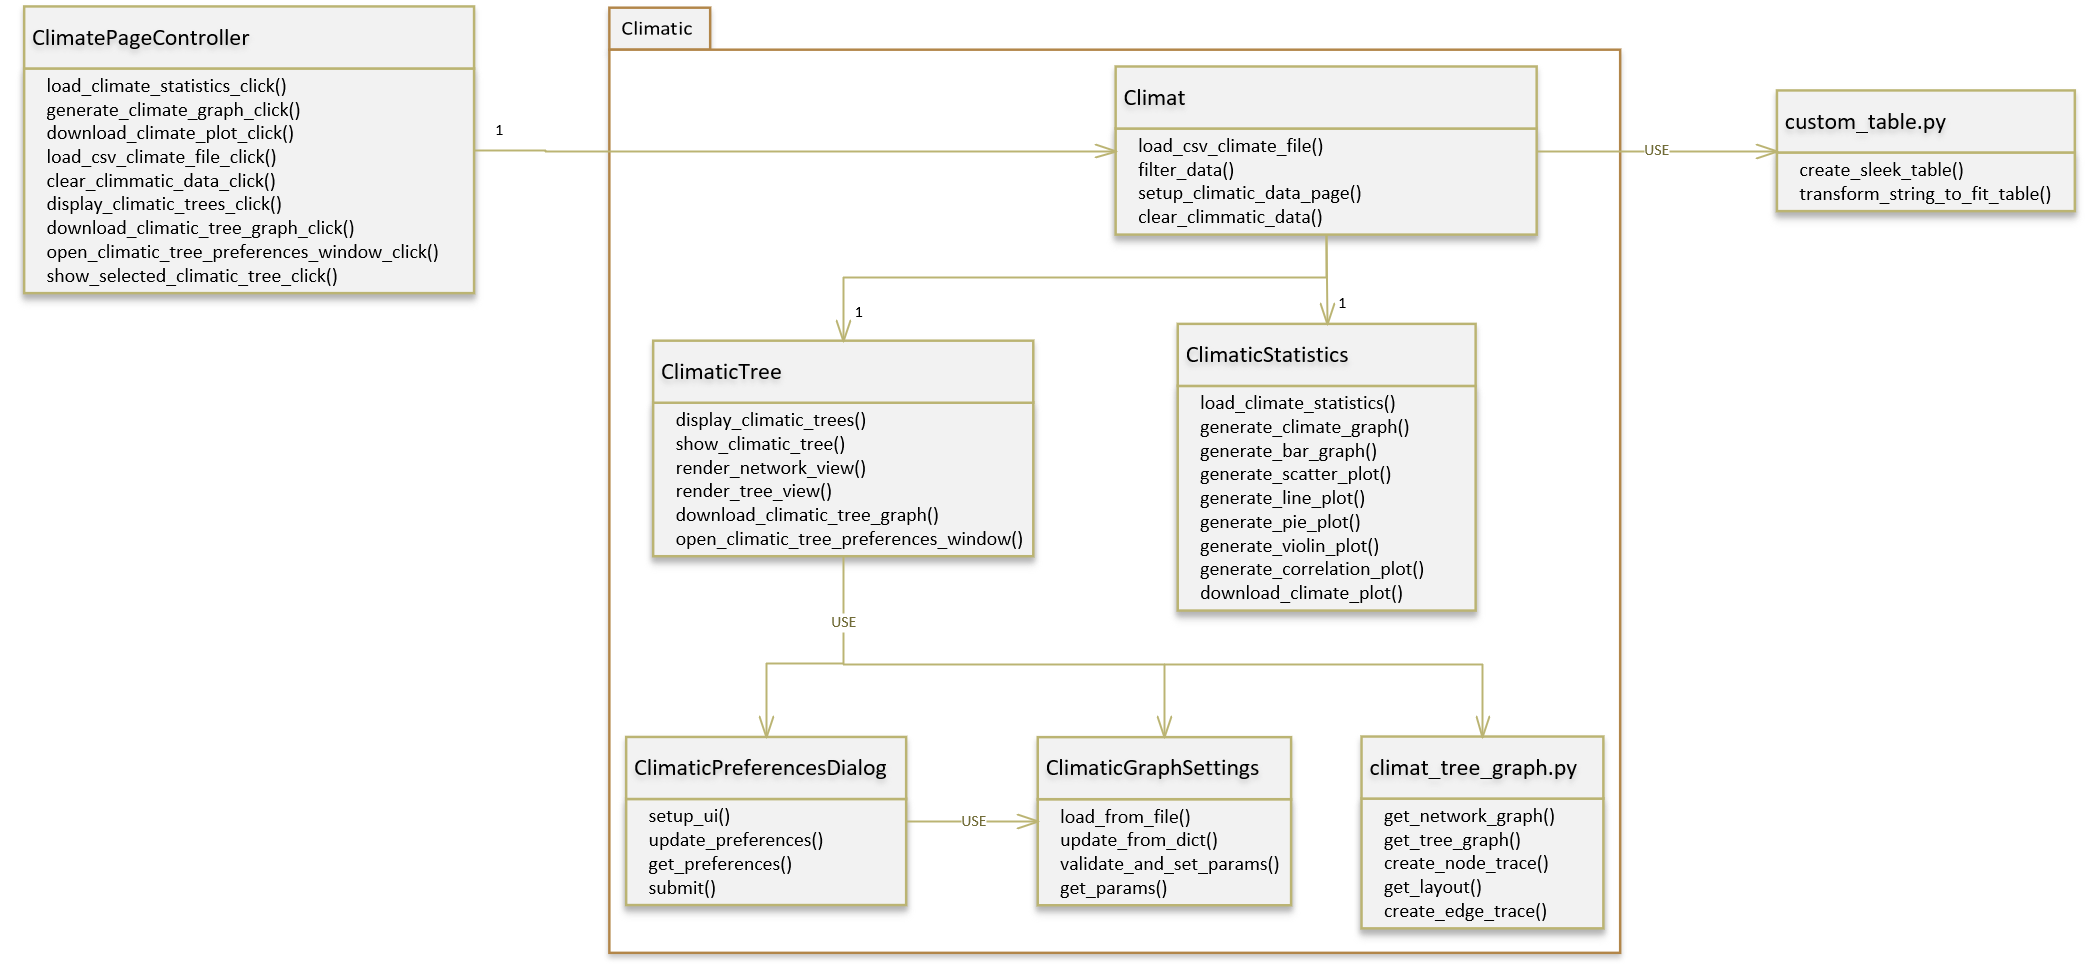 ClimatePageController
load_climate_statistics_click()
generate_climate_graph_click()
download_climate_plot_click()
load_csv_climate_file_click()
clear_climmatic_data_click()
display_climatic_trees_click()
download_climatic_tree_graph_click()
open_climatic_tree_preferences_window_click()
show_selected_climatic_tree_click()
1
Climatic
Climat
load_csv_climate_file()
filter_data()
setup_climatic_data_page()
clear_climmatic_data()
USE
custom_table.py
create_sleek_table()
transform_string_to_fit_table()
1
1
ClimaticTree
display_climatic_trees()
show_climatic_tree()
render_network_view()
render_tree_view()
download_climatic_tree_graph()
open_climatic_tree_preferences_window()
ClimaticStatistics
load_climate_statistics()
generate_climate_graph()
generate_bar_graph()
generate_scatter_plot()
generate_line_plot()
generate_pie_plot()
generate_violin_plot()
generate_correlation_plot()
download_climate_plot()
USE
ClimaticPreferencesDialog
setup_ui()
update_preferences()
get_preferences()
submit()
USE
ClimaticGraphSettings
load_from_file()
update_from_dict()
validate_and_set_params()
get_params()
climat_tree_graph.py
get_network_graph()
get_tree_graph()
create_node_trace()
get_layout()
create_edge_trace()